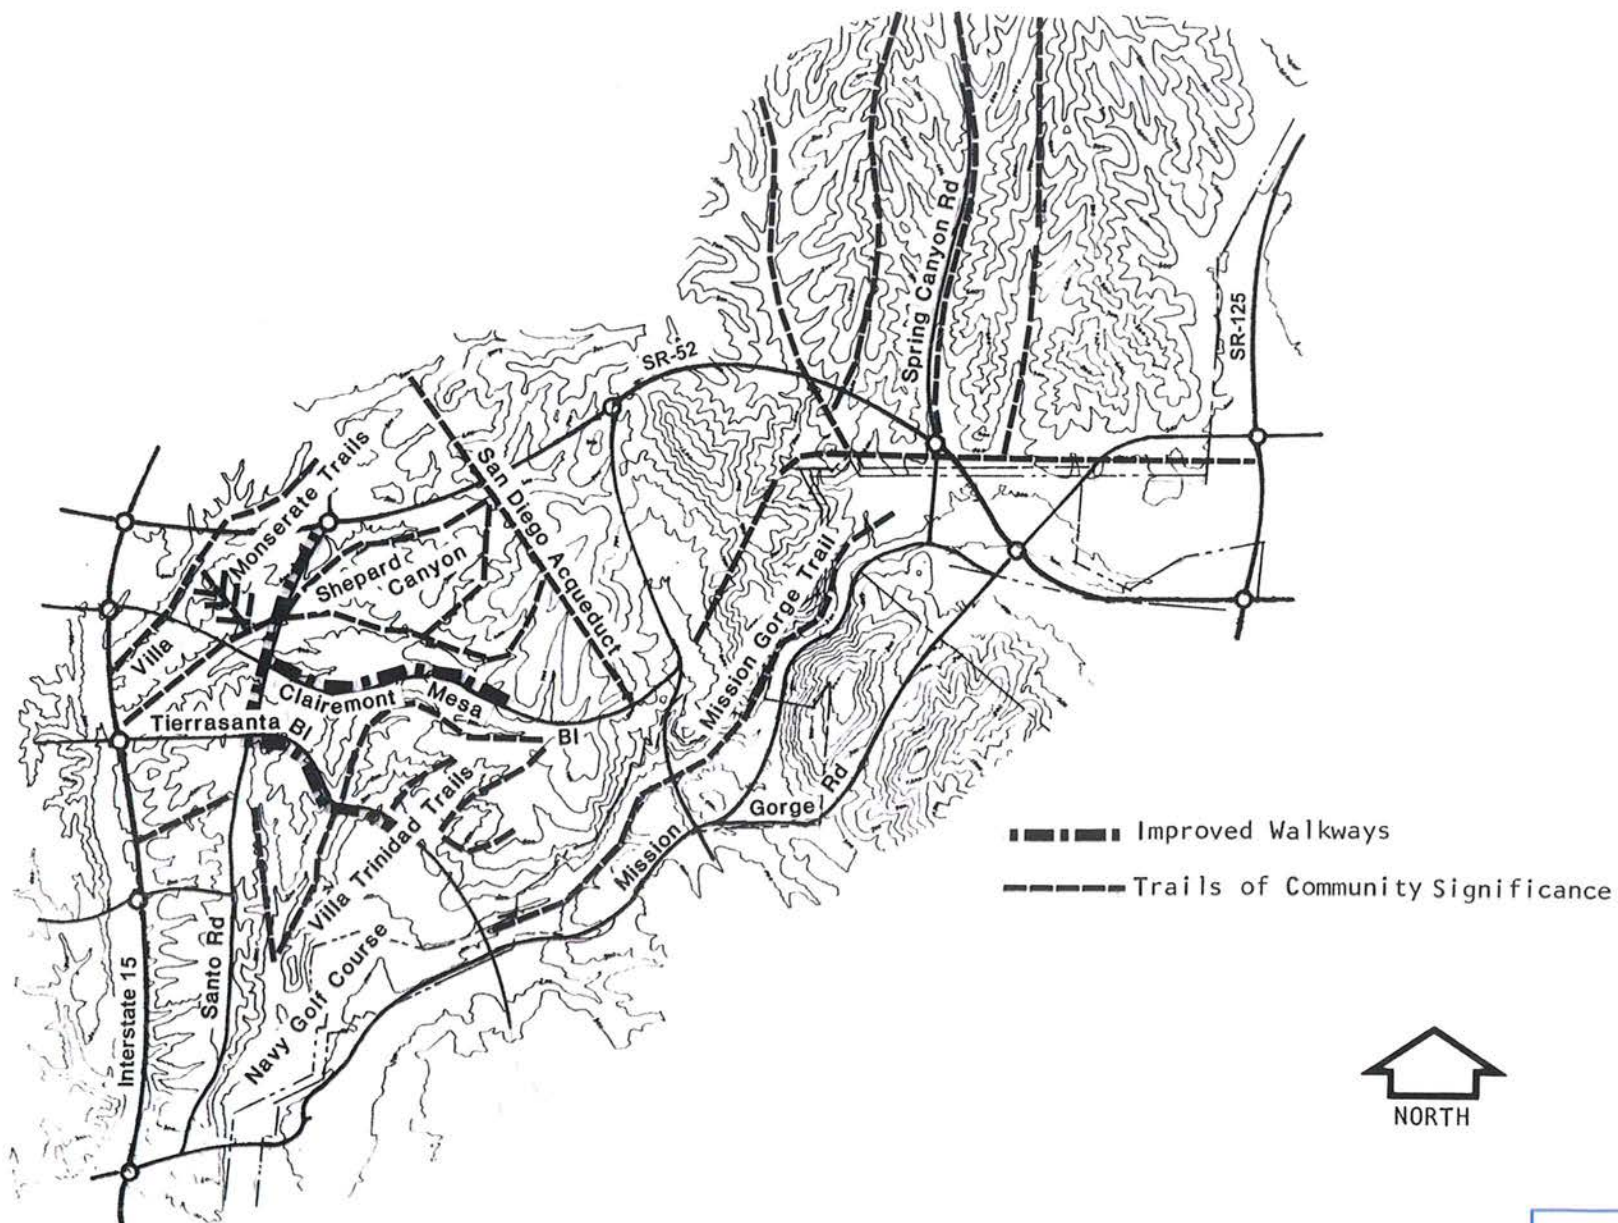 SR-52
Spring Canyon Rd
SR-125
Villa Monserate Trails
San Diego Acqueduct
Shepard
Canyon
Mission Gorge Trail
Clairemont Mesa Bl
Tierrasanta Bl
Villa Trinidad Trails
Mission Gorge Rd
Navy Golf Course
Santo Rd
Interstate 15
Improved Walkways
Trails of Community Significance
NORTH